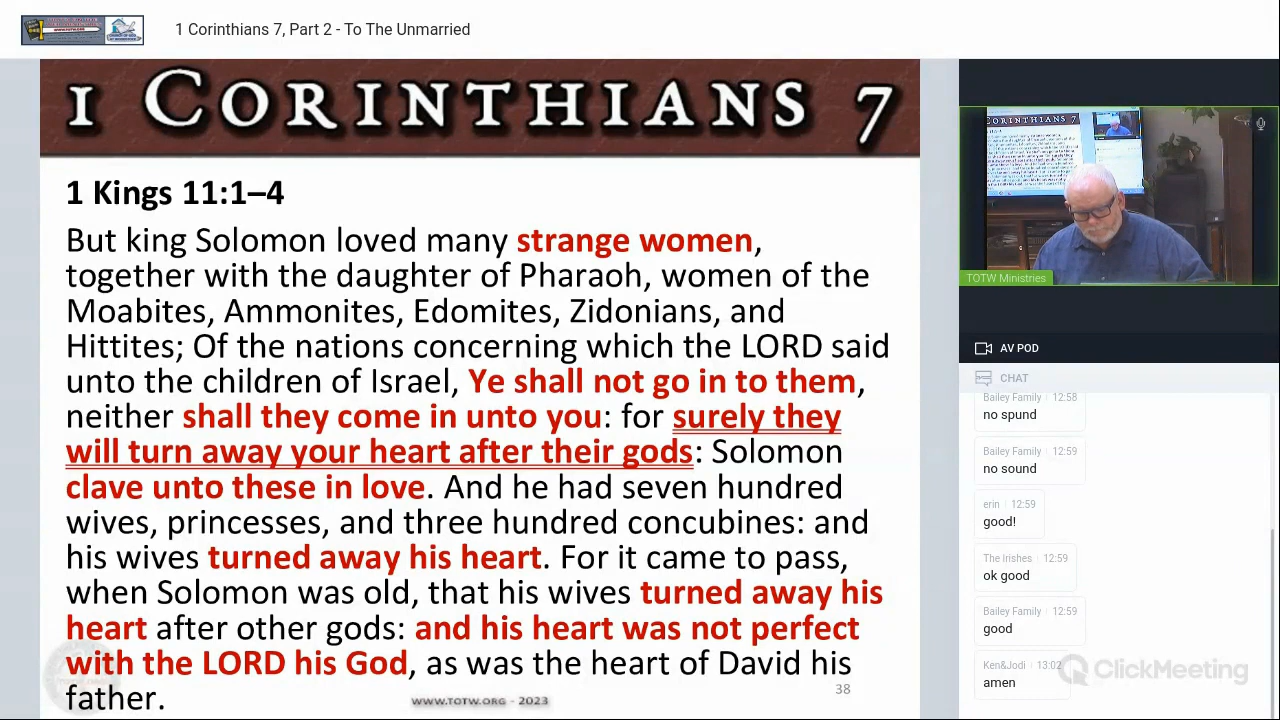 1 Corinthians 7, Part 2 - To The Unmarried
1 CORINTHIANS 7
1 Kings 11:1–4
But king Solomon loved many strange women,
together with the daughter of Pharaoh, women of the
Moabites, Ammonites, Edomites, Zidonians, and
Hittites; Of the nations concerning which the LORD said
unto the children of Israel, Ye shall not go in to them,
neither shall they come in unto you: for surely they
will turn away your heart after their gods: Solomon
clave unto these in love. And he had seven hundred
wives, princesses, and three hundred concubines: and
his wives turned away his heart. For it came to pass,
when Solomon was old, that his wives turned away his
heart after other gods: and his heart was not perfect
with the LORD his God, as was the heart of David his
father.
WWW.TOTW.ORG - 2023
38
CORINTHIANS 7
TOTW Ministries
AV POD
CHAT
Bailey Family 12:58
no spund
Bailey Family 12:59
no sound
erin 12:59
good!
The Irishes 12:59
ok good
Bailey Family 12:59
good
Ken&Jodi 13:02
amen
ClickMeeting